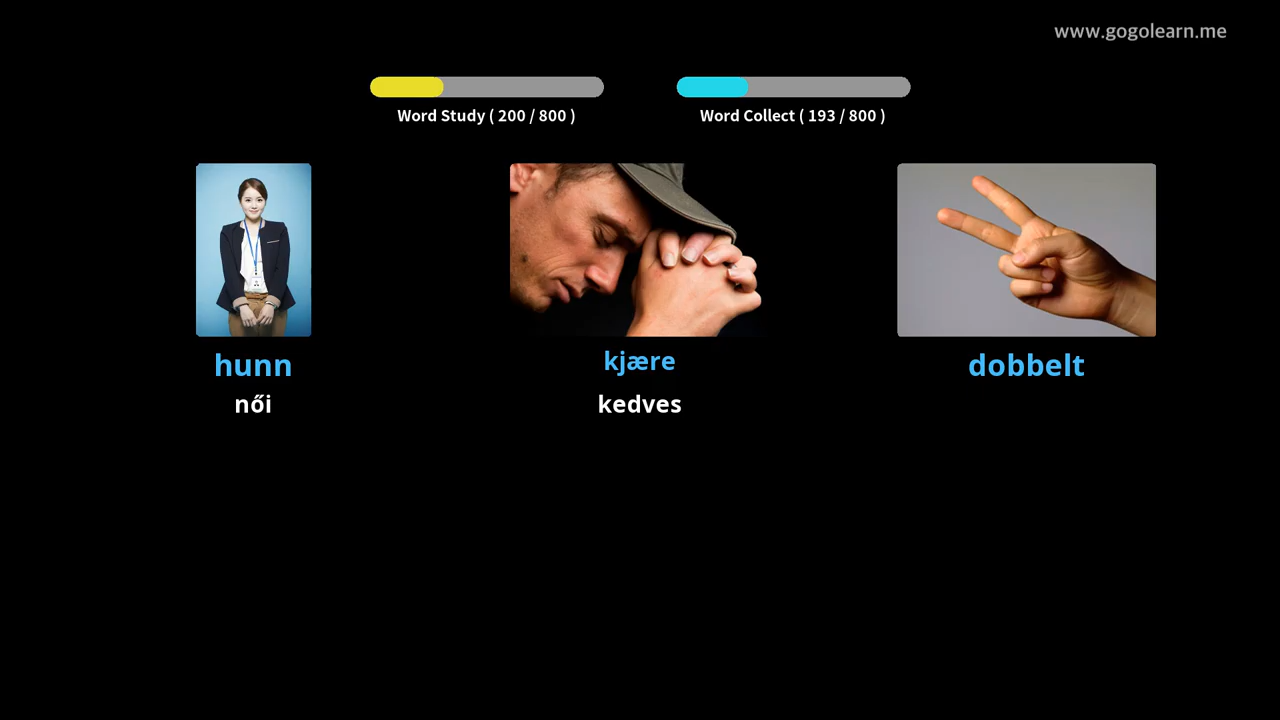 www.gogolearn.me
Word Study ( 200 / 800 )
Word Collect ( 193 / 800 )
hunn
kjære
dobbelt
női
kedves